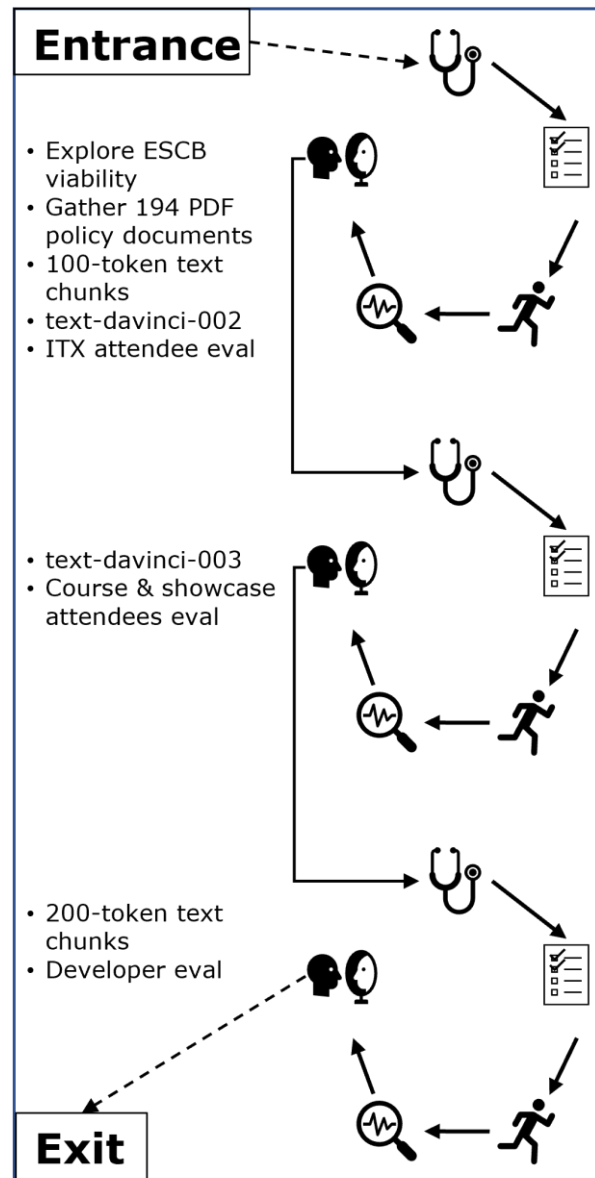 Entrance
• Explore ESCB
viability
• Gather 194 PDF
policy documents
• 100-token text
chunks
• text-davinci-002
• ITX attendee eval
• text-davinci-003
• Course & showcase
attendees eval
• 200-token text
chunks
• Developer eval
Exit